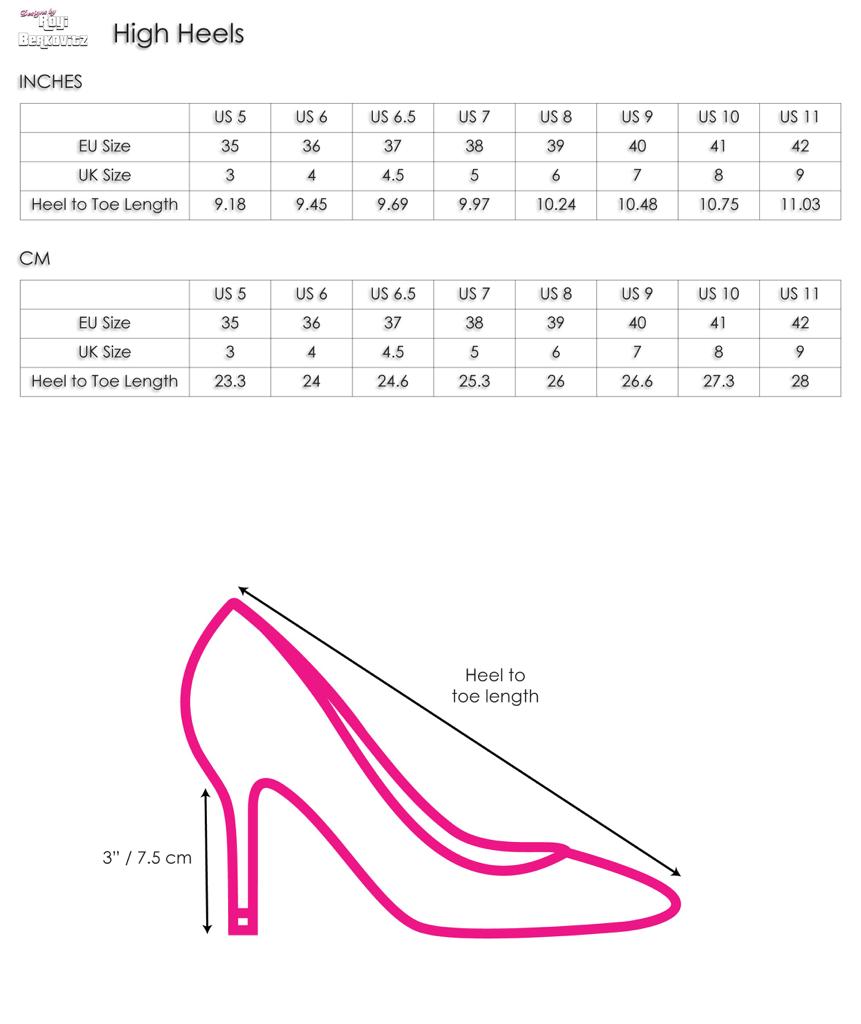 Designs by
Royi
Berkovitz
High Heels
INCHES
US 5 US 6 US 6.5 US 7 US 8 US 9 US 10 US 11
EU Size 35 36 37 38 39 40 41 42
UK Size 3 4 4.5 5 6 7 8 9
Heel to Toe Length 9.18 9.45 9.69 9.97 10.24 10.48 10.75 11.03
CM
US 5 US 6 US 6.5 US 7 US 8 US 9 US 10 US 11
EU Size 35 36 37 38 39 40 41 42
UK Size 3 4 4.5 5 6 7 8 9
Heel to Toe Length 23.3 24 24.6 25.3 26 26.6 27.3 28
Heel to
toe length
3” / 7.5 cm